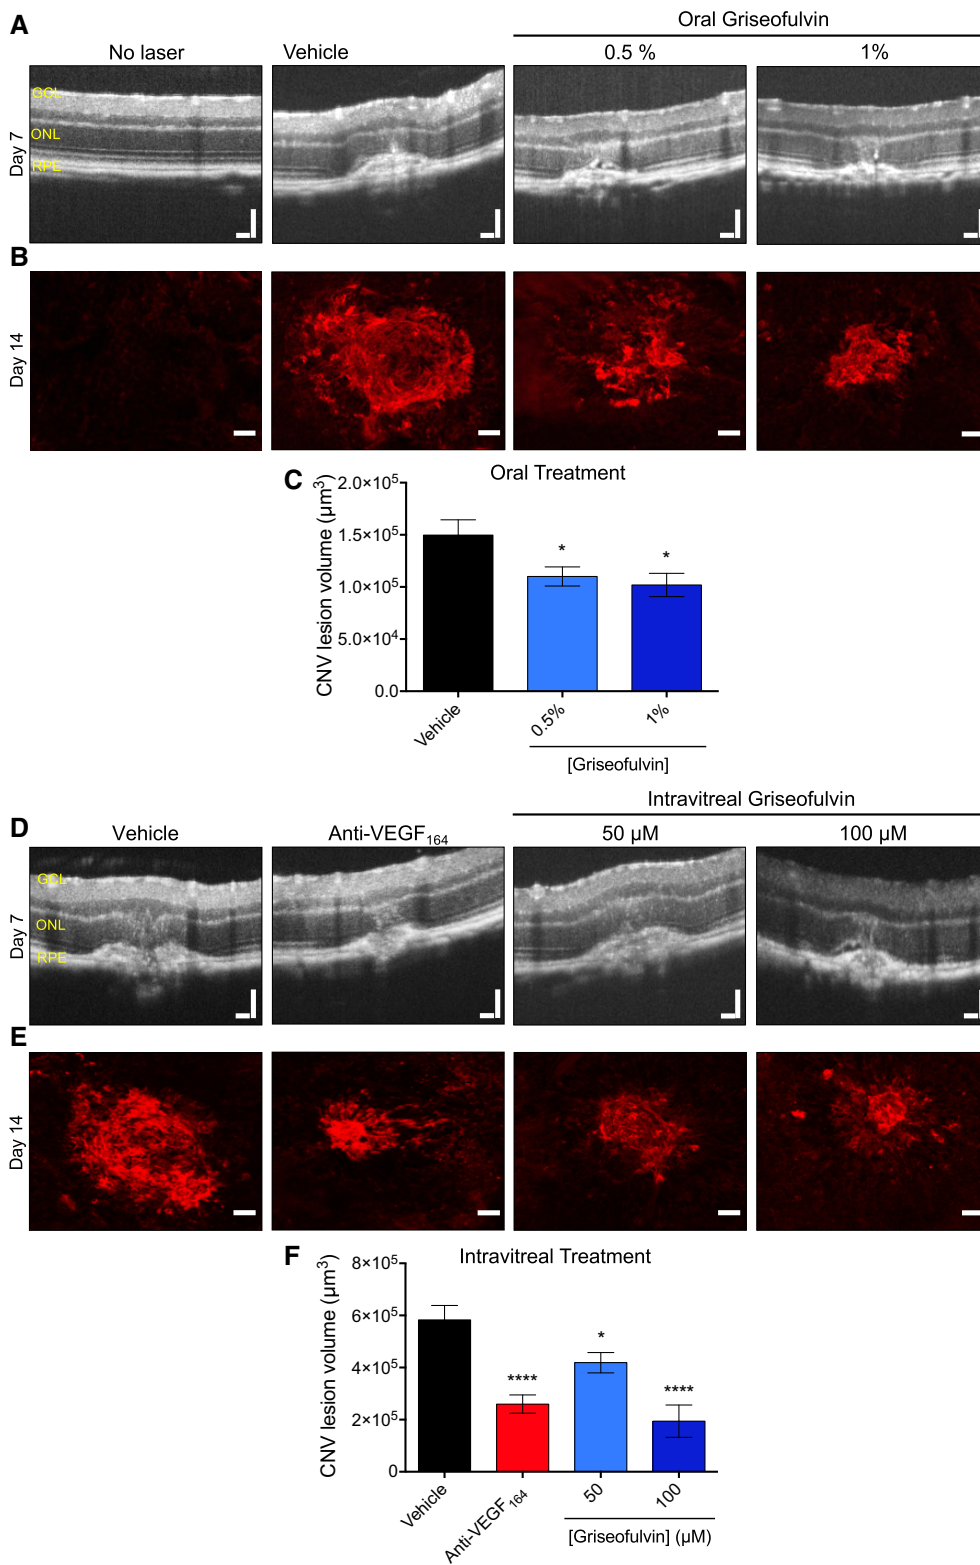 A
Oral Griseofulvin
No laser
Vehicle
0.5 %
1%
Day 7
GCL
ONL
RPE
B
Day 14
C
Oral Treatment
CNV lesion volume (µm³)
2.0×10⁵
1.5×10⁵
1.0×10⁵
5.0×10⁴
0.0
*
*
Vehicle
0.5%
1%
[Griseofulvin]
Intravitreal Griseofulvin
D
Vehicle
Anti-VEGF₁₆₄
50 µM
100 µM
Day 7
GCL
ONL
RPE
E
Day 14
F
Intravitreal Treatment
CNV lesion volume (µm³)
8×10⁵
6×10⁵
4×10⁵
2×10⁵
0
****
*
****
Vehicle
Anti-VEGF₁₆₄
50
100
[Griseofulvin] (µM)